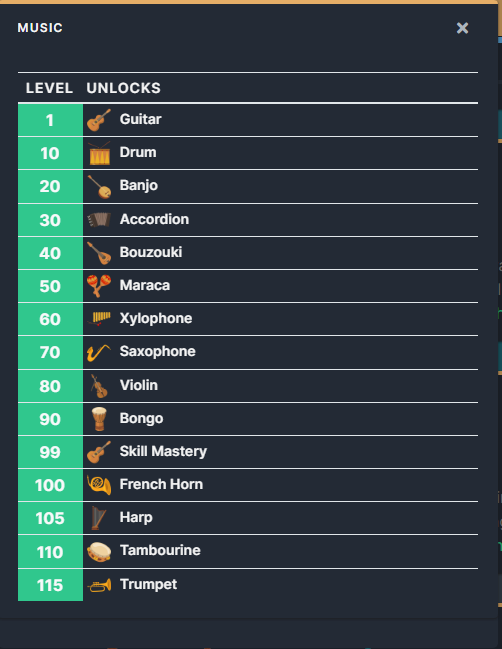 MUSIC
LEVEL UNLOCKS
1 Guitar
10 Drum
20 Banjo
30 Accordion
40 Bouzouki
50 Maraca
60 Xylophone
70 Saxophone
80 Violin
90 Bongo
99 Skill Mastery
100 French Horn
105 Harp
110 Tambourine
115 Trumpet